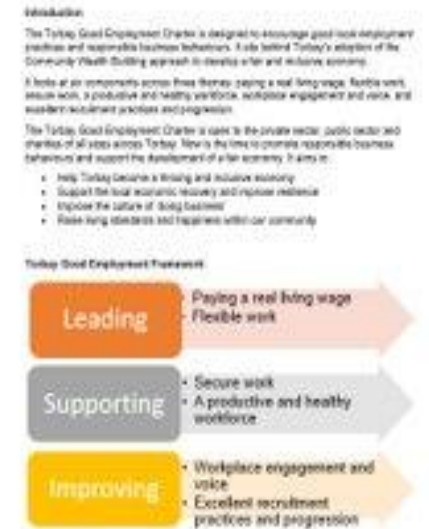 Introduction
The Torbay Good Employment Charter is designed to encourage good local employment
practices and responsible business behaviours. It sits behind Torbay's adoption of the
Community Wealth Building approach to develop a fair and inclusive economy.
It looks at six components across three themes: paying a real living wage, flexible work,
secure work, a productive and healthy workforce, workplace engagement and voice, and
excellent recruitment practices and progression.
The Torbay Good Employment Charter is open to the private sector, public sector and
charities of all sizes across Torbay. Now is the time to promote responsible business
behaviours and support the development of a fair economy. It aims to:
• Help Torbay become a thriving and inclusive economy
• Support the local economic recovery and improve resilience
• Improve the culture of 'doing business'
• Raise living standards and happiness within our community
Torbay Good Employment Framework
Leading
• Paying a real living wage
• Flexible work
Supporting
• Secure work
• A productive and healthy
workforce
Improving
• Workplace engagement and
voice
• Excellent recruitment
practices and progression